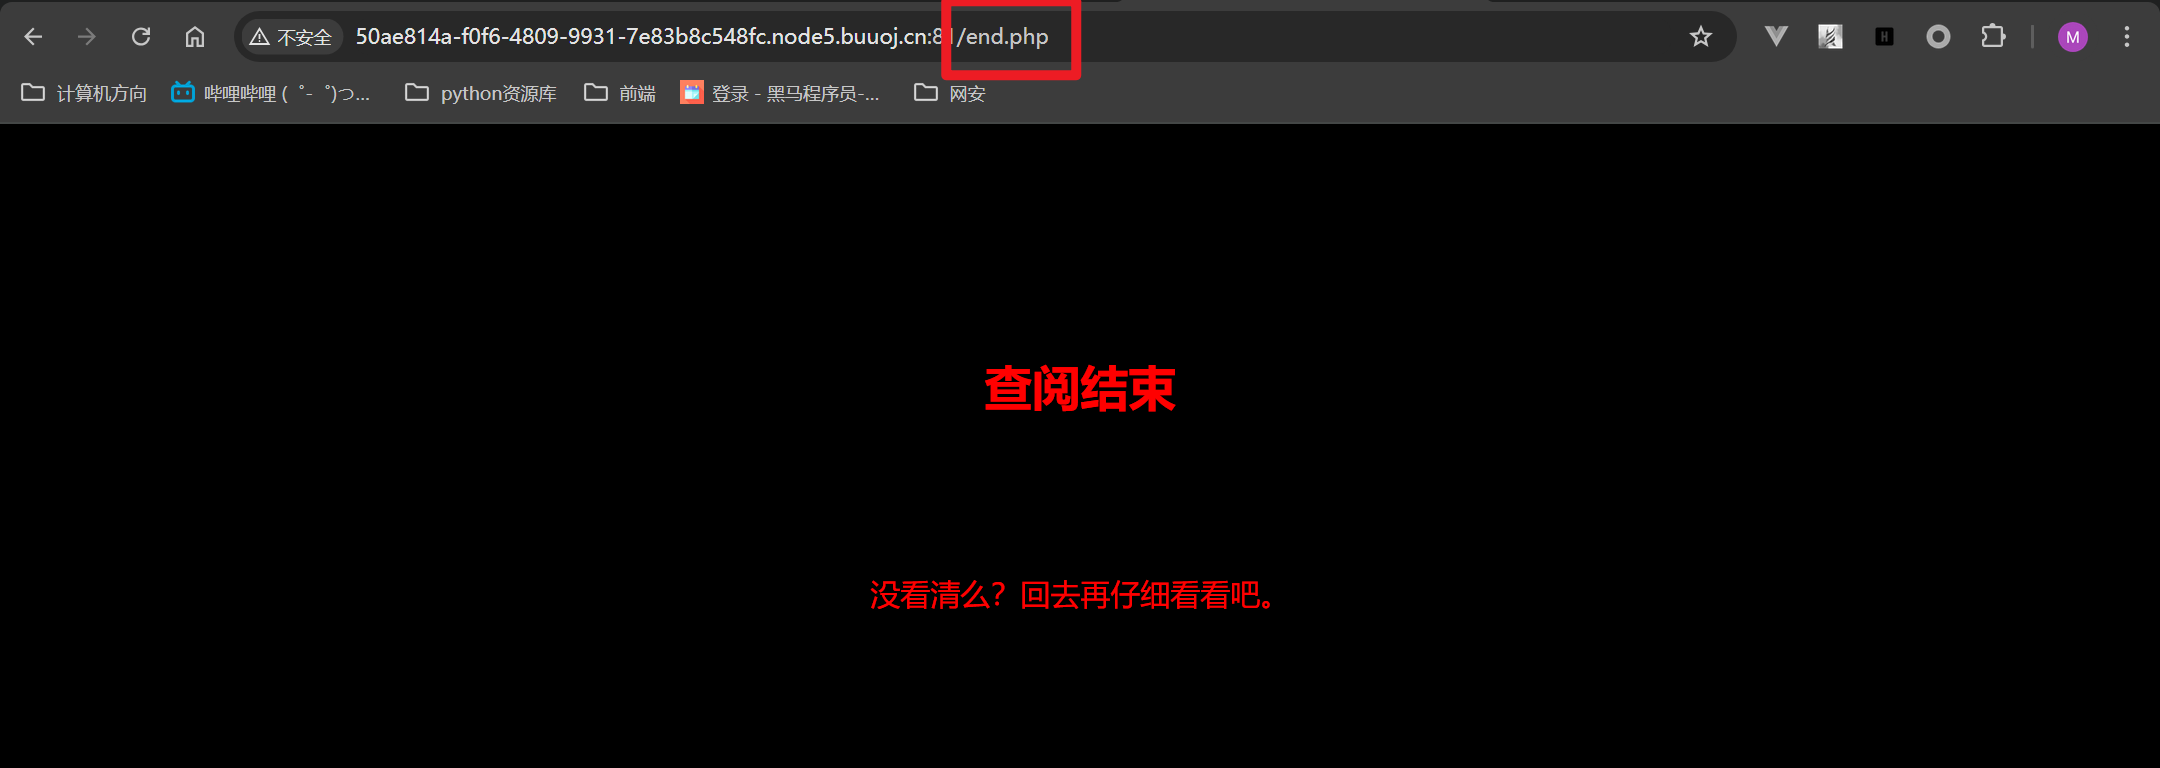 不安全 50ae814a-f0f6-4809-9931-7e83b8c548fc.node5.buuoj.cn:81/end.php
M
计算机方向 哔哩哔哩 (゜-゜)つ... python资源库 前端 登录 - 黑马程序员-... 网安
查阅结束
没看清么？回去再仔细看看吧。